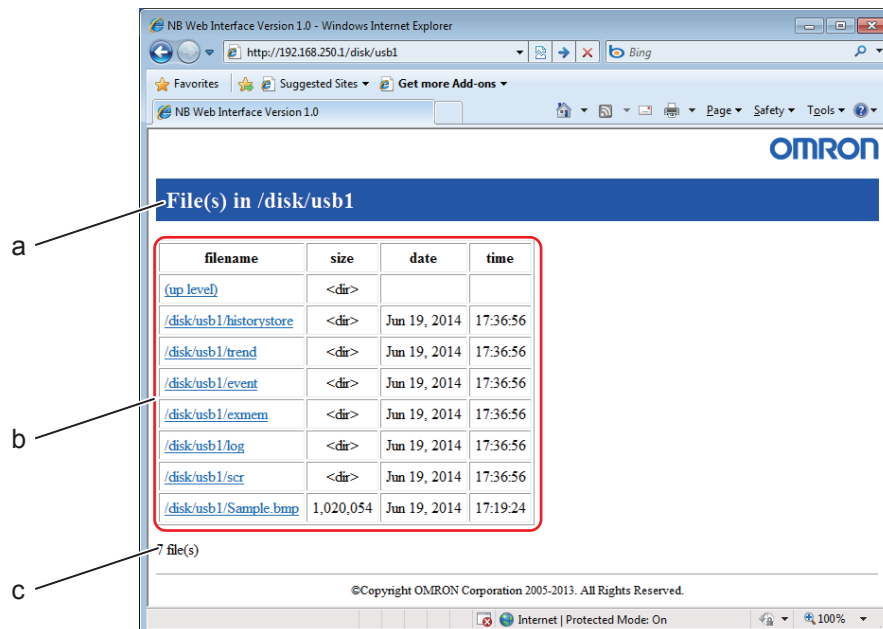 NB Web Interface Version 1.0 - Windows Internet Explorer
http://192.168.250.1/disk/usb1
Bing
Favorites Suggested Sites Get more Add-ons
NB Web Interface Version 1.0 Page Safety Tools
OMRON
a
File(s) in /disk/usb1
filename size date time
(up level) <dir>
/disk/usb1/historystore <dir> Jun 19, 2014 17:36:56
/disk/usb1/trend <dir> Jun 19, 2014 17:36:56
/disk/usb1/event <dir> Jun 19, 2014 17:36:56
b
/disk/usb1/exmem <dir> Jun 19, 2014 17:36:56
/disk/usb1/log <dir> Jun 19, 2014 17:36:56
/disk/usb1/scr <dir> Jun 19, 2014 17:36:56
/disk/usb1/Sample.bmp 1,020,054 Jun 19, 2014 17:19:24
7 file(s)
c
©Copyright OMRON Corporation 2005-2013. All Rights Reserved.
Internet | Protected Mode: On 100%